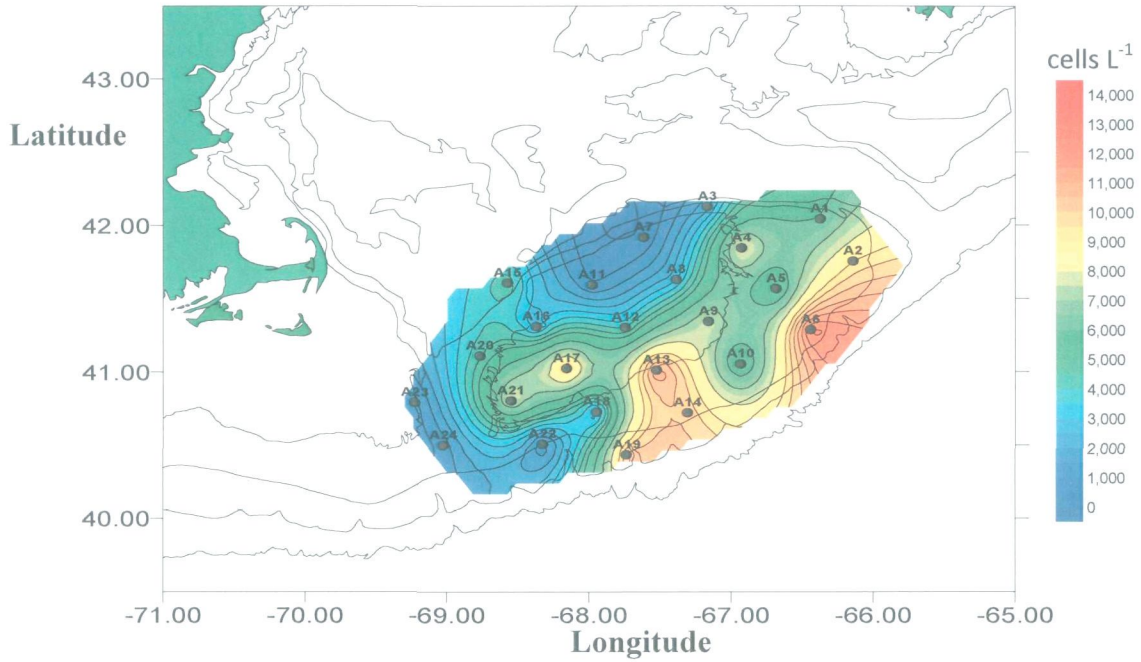 cells L-1
14,000
13,000
12,000
11,000
10,000
9,000
8,000
7,000
6,000
5,000
4,000
3,000
2,000
1,000
0
Latitude
43.00
42.00
41.00
40.00
A3
A7
A1
A4
A2
A15
A11
A8
A5
A16
A12
A9
A6
A20
A17
A13
A10
A23
A21
A18
A14
A24
A22
A19
-71.00 -70.00 -69.00 -68.00 -67.00 -66.00 -65.00
Longitude